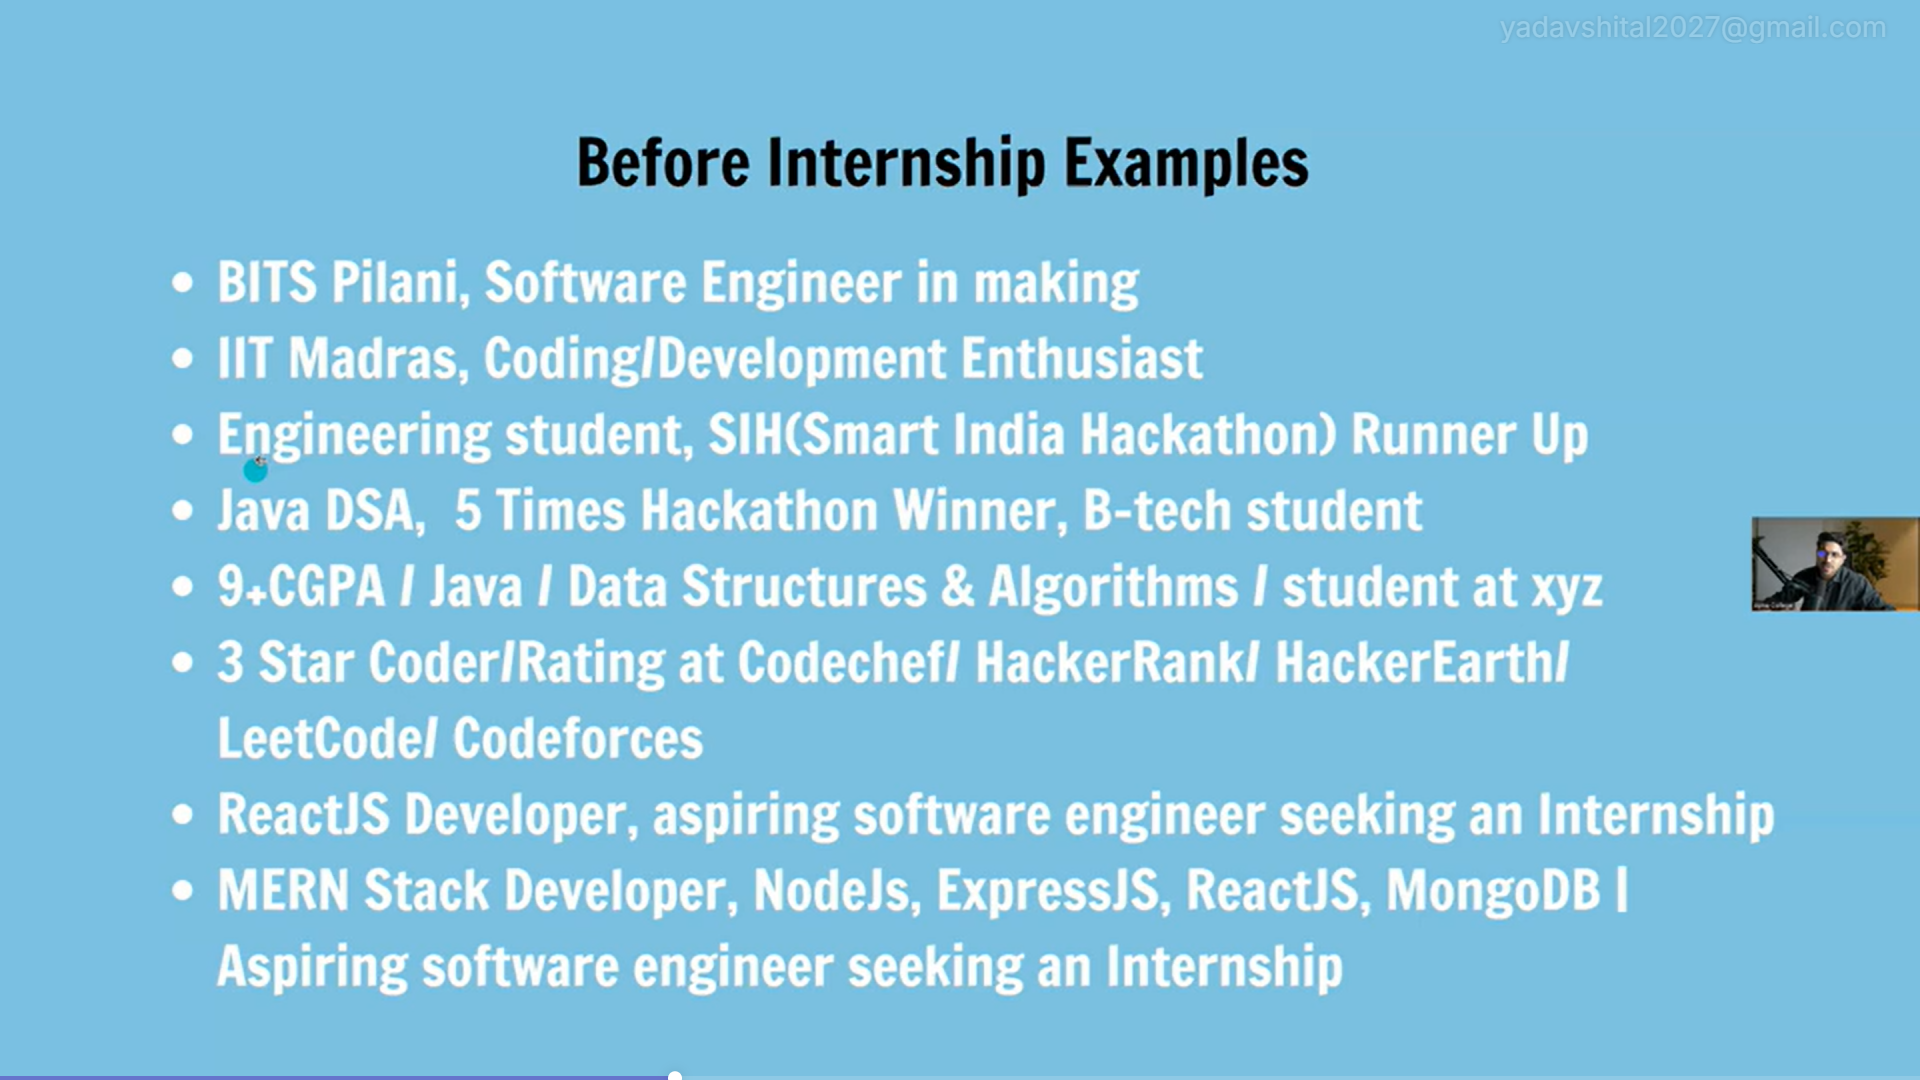 yadavshital2027@gmail.com
Before Internship Examples
• BITS Pilani, Software Engineer in making
• IIT Madras, Coding/Development Enthusiast
• Engineering student, SIH(Smart India Hackathon) Runner Up
• Java DSA,  5 Times Hackathon Winner, B-tech student
• 9+CGPA / Java / Data Structures & Algorithms / student at xyz
• 3 Star Coder/Rating at Codechef/ HackerRank/ HackerEarth/
LeetCode/ Codeforces
• ReactJS Developer, aspiring software engineer seeking an Internship
• MERN Stack Developer, NodeJs, ExpressJS, ReactJS, MongoDB |
Aspiring software engineer seeking an Internship